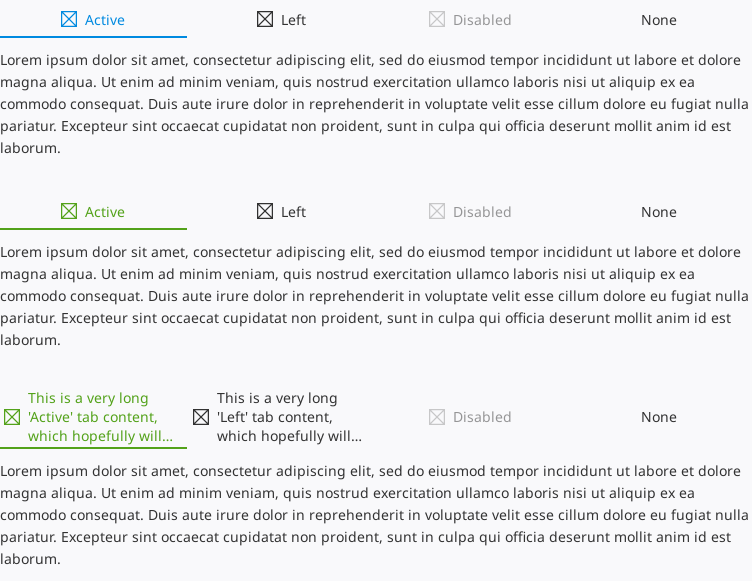 Active Left Disabled None
Lorem ipsum dolor sit amet, consectetur adipiscing elit, sed do eiusmod tempor incididunt ut labore et dolore
magna aliqua. Ut enim ad minim veniam, quis nostrud exercitation ullamco laboris nisi ut aliquip ex ea
commodo consequat. Duis aute irure dolor in reprehenderit in voluptate velit esse cillum dolore eu fugiat nulla
pariatur. Excepteur sint occaecat cupidatat non proident, sunt in culpa qui officia deserunt mollit anim id est
laborum.
Active Left Disabled None
Lorem ipsum dolor sit amet, consectetur adipiscing elit, sed do eiusmod tempor incididunt ut labore et dolore
magna aliqua. Ut enim ad minim veniam, quis nostrud exercitation ullamco laboris nisi ut aliquip ex ea
commodo consequat. Duis aute irure dolor in reprehenderit in voluptate velit esse cillum dolore eu fugiat nulla
pariatur. Excepteur sint occaecat cupidatat non proident, sunt in culpa qui officia deserunt mollit anim id est
laborum.
This is a very long
'Active' tab content,
which hopefully will...
This is a very long
'Left' tab content,
which hopefully will...
Disabled
None
Lorem ipsum dolor sit amet, consectetur adipiscing elit, sed do eiusmod tempor incididunt ut labore et dolore
magna aliqua. Ut enim ad minim veniam, quis nostrud exercitation ullamco laboris nisi ut aliquip ex ea
commodo consequat. Duis aute irure dolor in reprehenderit in voluptate velit esse cillum dolore eu fugiat nulla
pariatur. Excepteur sint occaecat cupidatat non proident, sunt in culpa qui officia deserunt mollit anim id est
laborum.